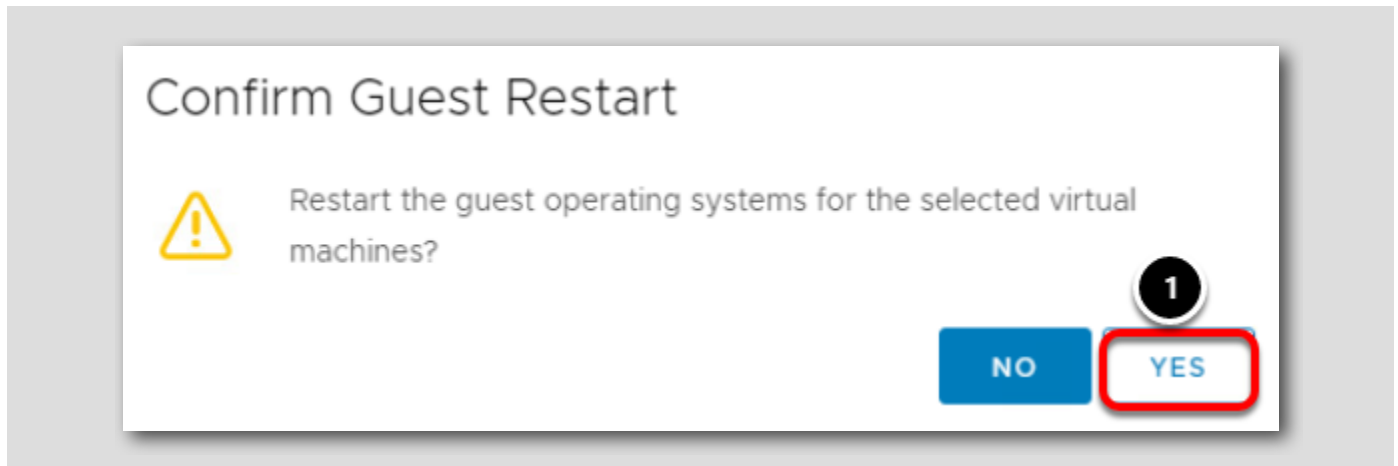 Confirm Guest Restart
Restart the guest operating systems for the selected virtual
machines?
1
NO YES